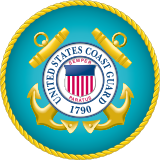 UNITED STATES COAST GUARD
SEMPER
PARATUS
1790